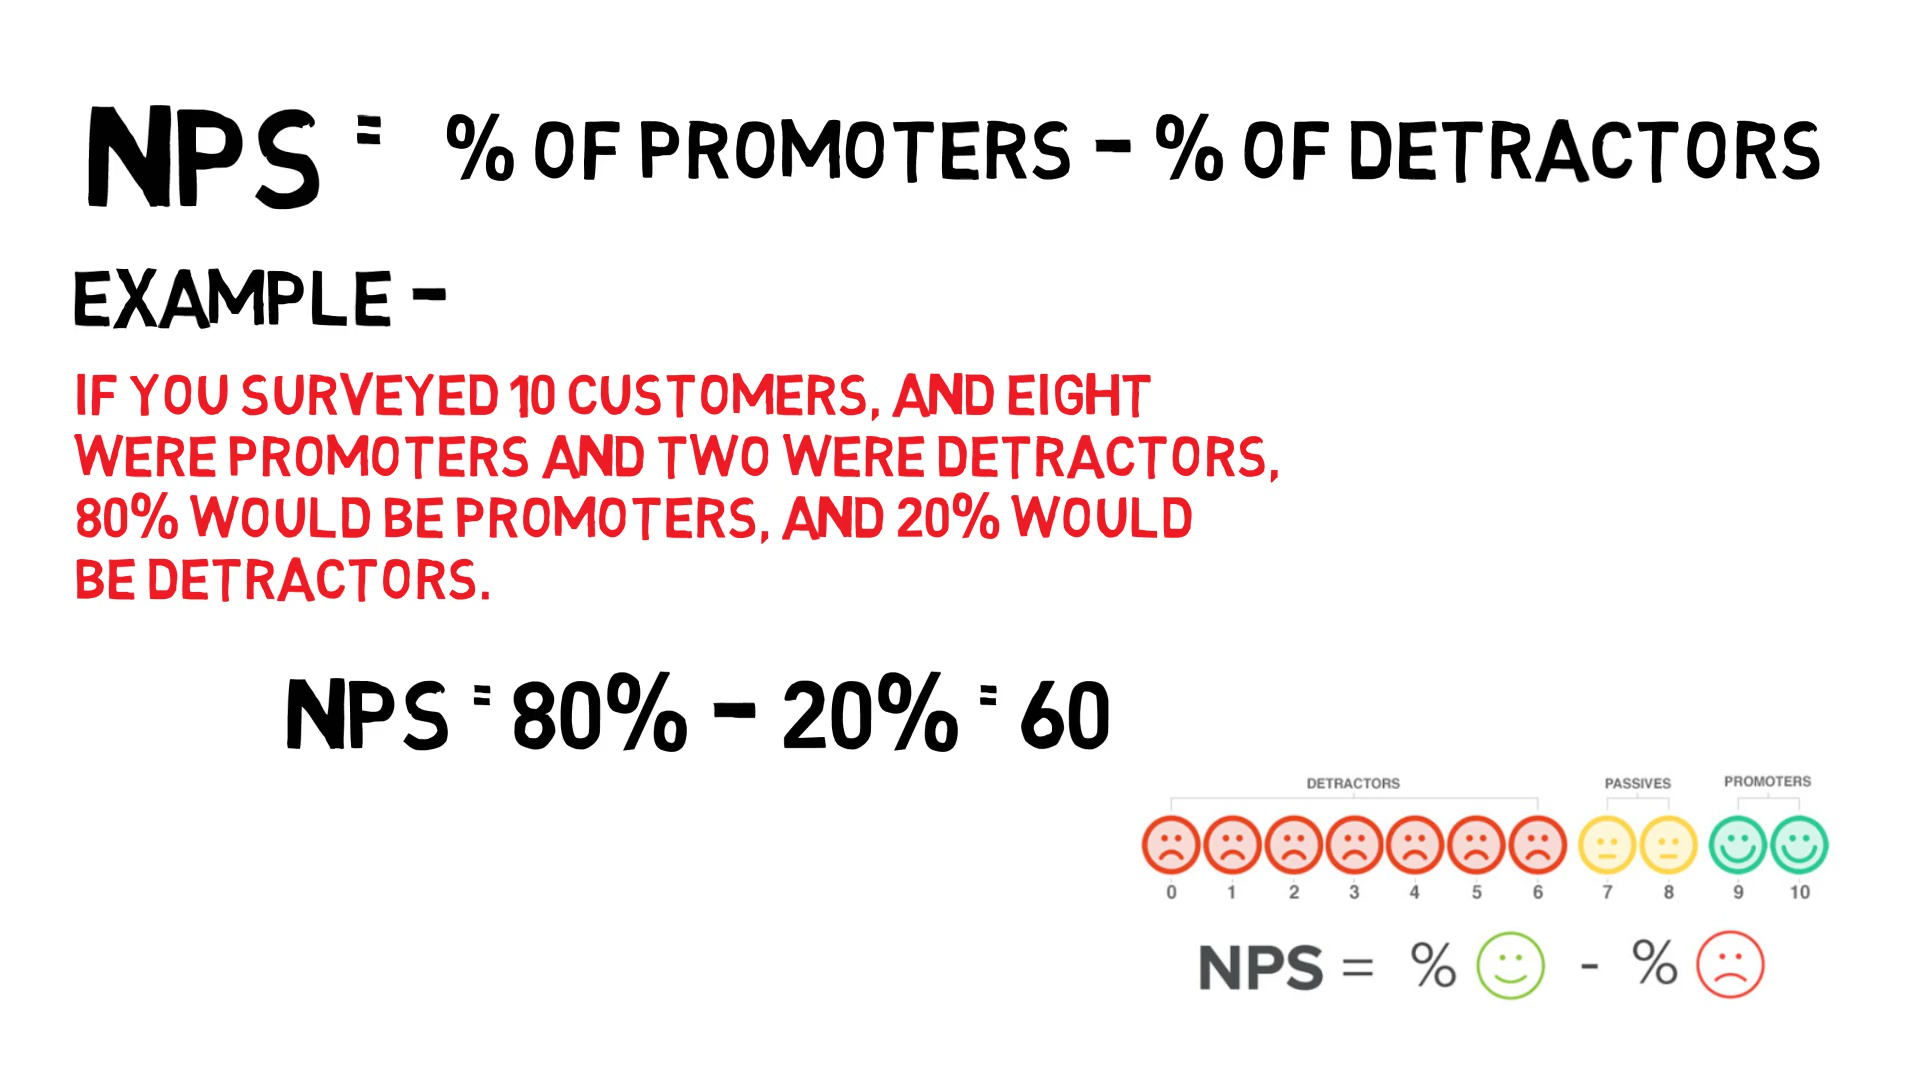 NPS = % OF PROMOTERS - % OF DETRACTORS
EXAMPLE -
IF YOU SURVEYED 10 CUSTOMERS, AND EIGHT
WERE PROMOTERS AND TWO WERE DETRACTORS,
80% WOULD BE PROMOTERS, AND 20% WOULD
BE DETRACTORS.
NPS = 80% - 20% = 60
DETRACTORS PASSIVES PROMOTERS
0 1 2 3 4 5 6 7 8 9 10
NPS = % - %